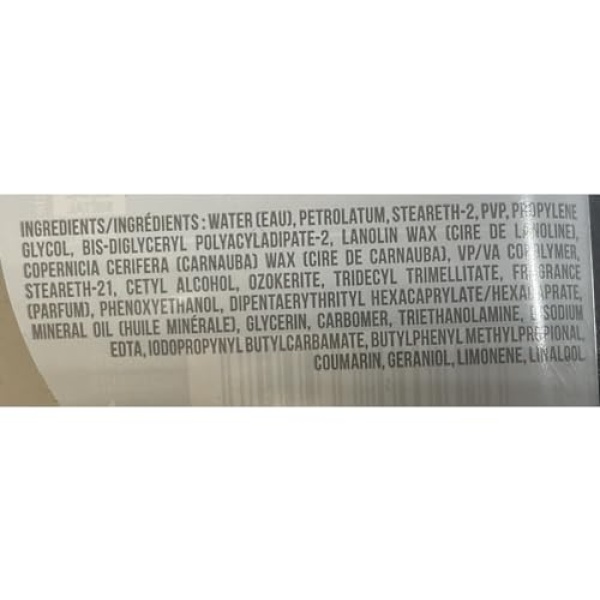 INGREDIENTS/INGRÉDIENTS : WATER (EAU), PETROLATUM, STEARETH-2, PVP, PROPYLENE
GLYCOL, BIS-DIGLYCERYL POLYACYLADIPATE-2, LANOLIN WAX (CIRE DE LANOLINE),
COPERNICIA CERIFERA (CARNAUBA) WAX (CIRE DE CARNAUBA), VP/VA COPOLYMER,
STEARETH-21, CETYL ALCOHOL, OZOKERITE, TRIDECYL TRIMELLITATE, FRAGRANCE
(PARFUM), PHENOXYETHANOL, DIPENTAERYTHRITYL HEXACAPRYLATE/HEXACAPRATE,
MINERAL OIL (HUILE MINÉRALE), GLYCERIN, CARBOMER, TRIETHANOLAMINE, DISODIUM
EDTA, IODOPROPYNYL BUTYLCARBAMATE, BUTYLPHENYL METHYLPROPIONAL,
COUMARIN, GERANIOL, LIMONENE, LINALOOL